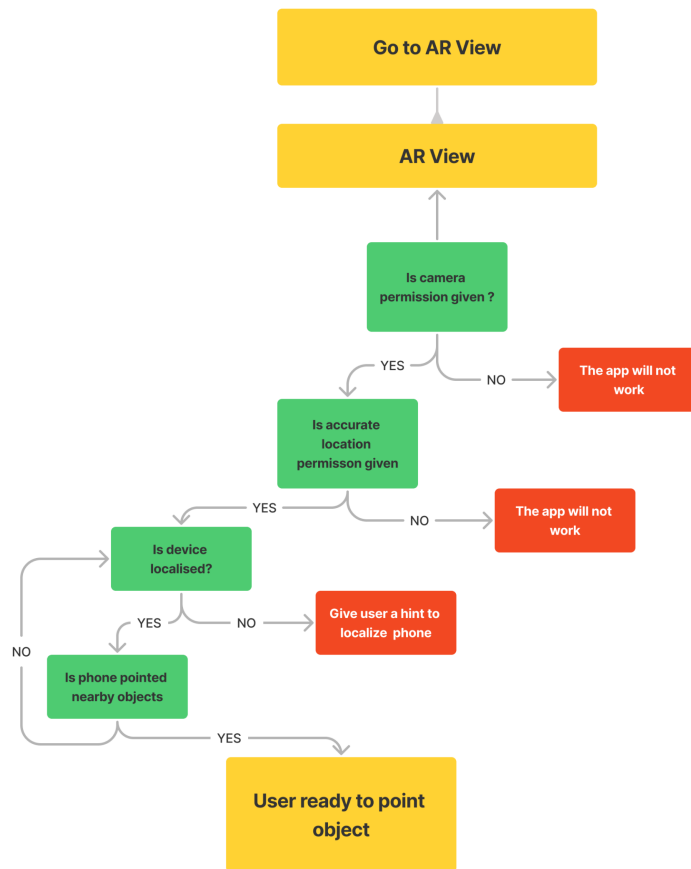 Go to AR View
AR View
Is camera
permission given ?
YES
NO
The app will not
work
Is accurate
location
permisson given
YES
NO
The app will not
work
Is device
localised?
YES
NO
Give user a hint to
localize phone
NO
Is phone pointed
nearby objects
YES
User ready to point
object